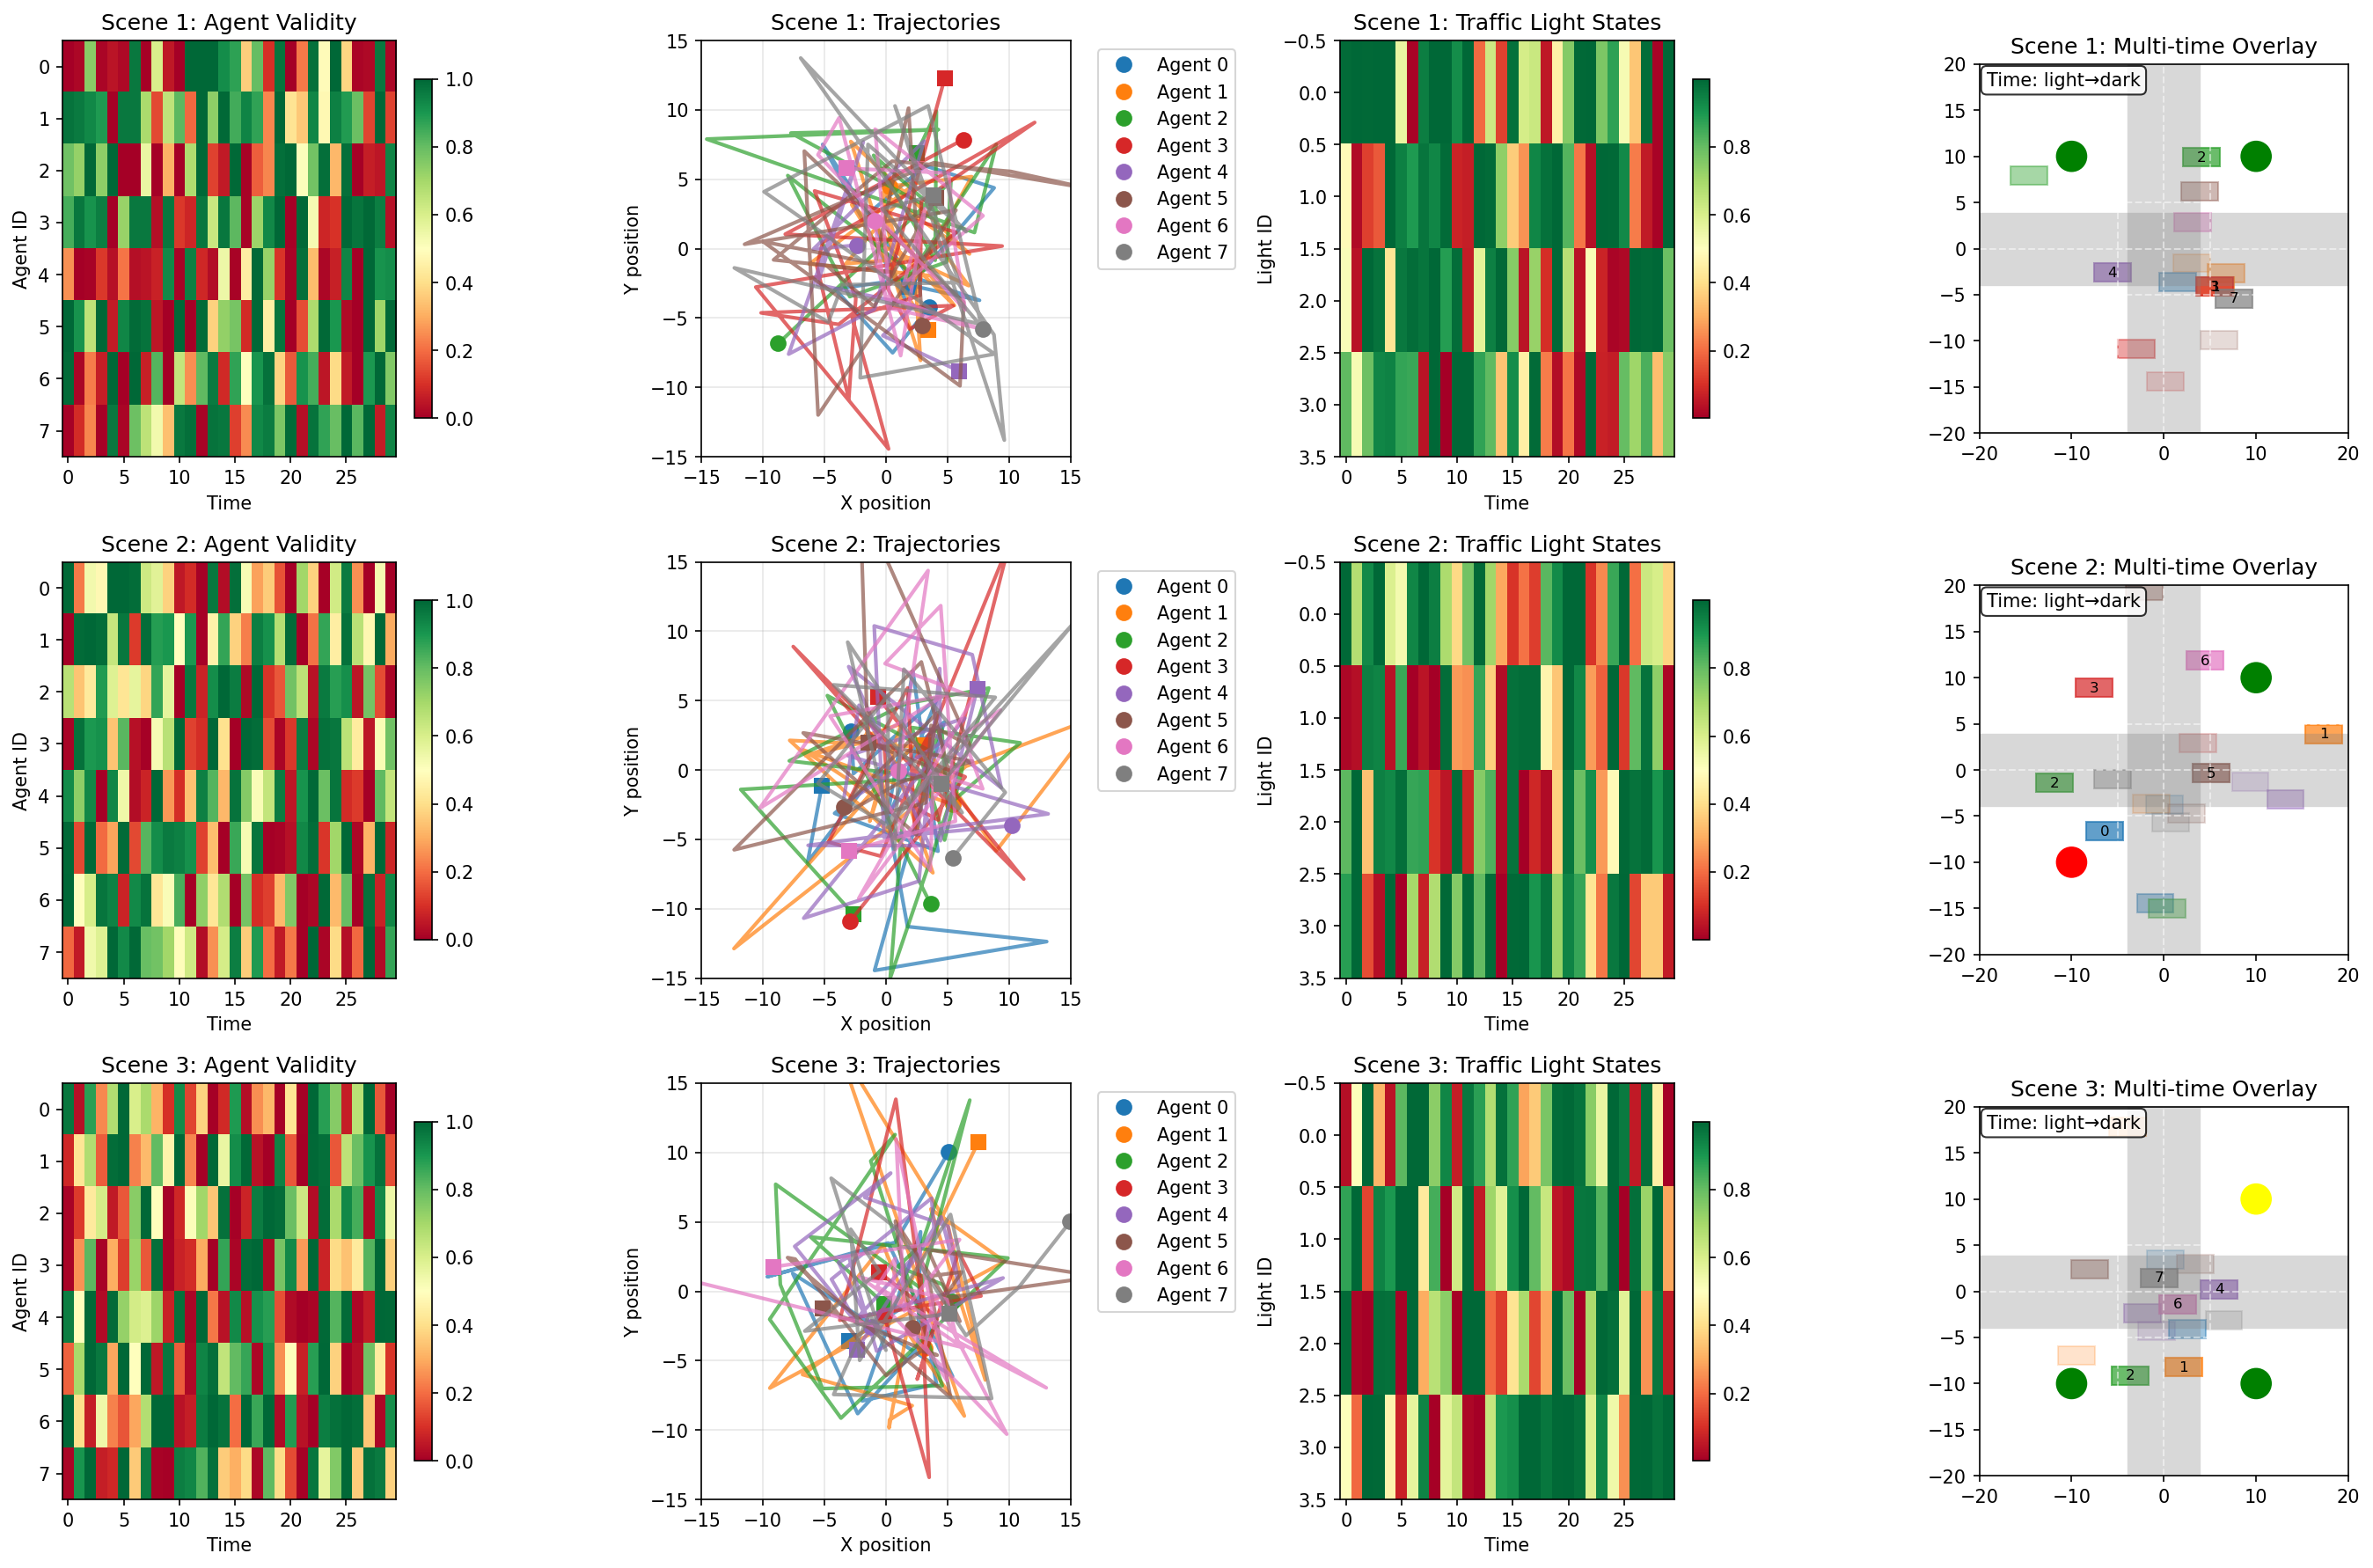 Scene 1: Agent Validity
Agent ID
0
1
2
3
4
5
6
7
0 5 10 15 20 25
Time
1.0
0.8
0.6
0.4
0.2
0.0
Scene 1: Trajectories
Y position
15
10
5
0
−5
−10
−15
−15 −10 −5 0 5 10 15
X position
Agent 0
Agent 1
Agent 2
Agent 3
Agent 4
Agent 5
Agent 6
Agent 7
Scene 1: Traffic Light States
Light ID
−0.5
0.0
0.5
1.0
1.5
2.0
2.5
3.0
3.5
0 5 10 15 20 25
Time
0.8
0.6
0.4
0.2
Scene 1: Multi-time Overlay
Time: light→dark
20
15
10
5
0
−5
−10
−15
−20
−20 −10 0 10 20
2
4
7
Scene 2: Agent Validity
Agent ID
0
1
2
3
4
5
6
7
0 5 10 15 20 25
Time
1.0
0.8
0.6
0.4
0.2
0.0
Scene 2: Trajectories
Y position
15
10
5
0
−5
−10
−15
−15 −10 −5 0 5 10 15
X position
Agent 0
Agent 1
Agent 2
Agent 3
Agent 4
Agent 5
Agent 6
Agent 7
Scene 2: Traffic Light States
Light ID
−0.5
0.0
0.5
1.0
1.5
2.0
2.5
3.0
3.5
0 5 10 15 20 25
Time
0.8
0.6
0.4
0.2
Scene 2: Multi-time Overlay
Time: light→dark
20
15
10
5
0
−5
−10
−15
−20
−20 −10 0 10 20
6
3
1
5
2
0
Scene 3: Agent Validity
Agent ID
0
1
2
3
4
5
6
7
0 5 10 15 20 25
Time
1.0
0.8
0.6
0.4
0.2
0.0
Scene 3: Trajectories
Y position
15
10
5
0
−5
−10
−15
−15 −10 −5 0 5 10 15
X position
Agent 0
Agent 1
Agent 2
Agent 3
Agent 4
Agent 5
Agent 6
Agent 7
Scene 3: Traffic Light States
Light ID
−0.5
0.0
0.5
1.0
1.5
2.0
2.5
3.0
3.5
0 5 10 15 20 25
Time
0.8
0.6
0.4
0.2
Scene 3: Multi-time Overlay
Time: light→dark
20
15
10
5
0
−5
−10
−15
−20
−20 −10 0 10 20
7
4
6
1
2